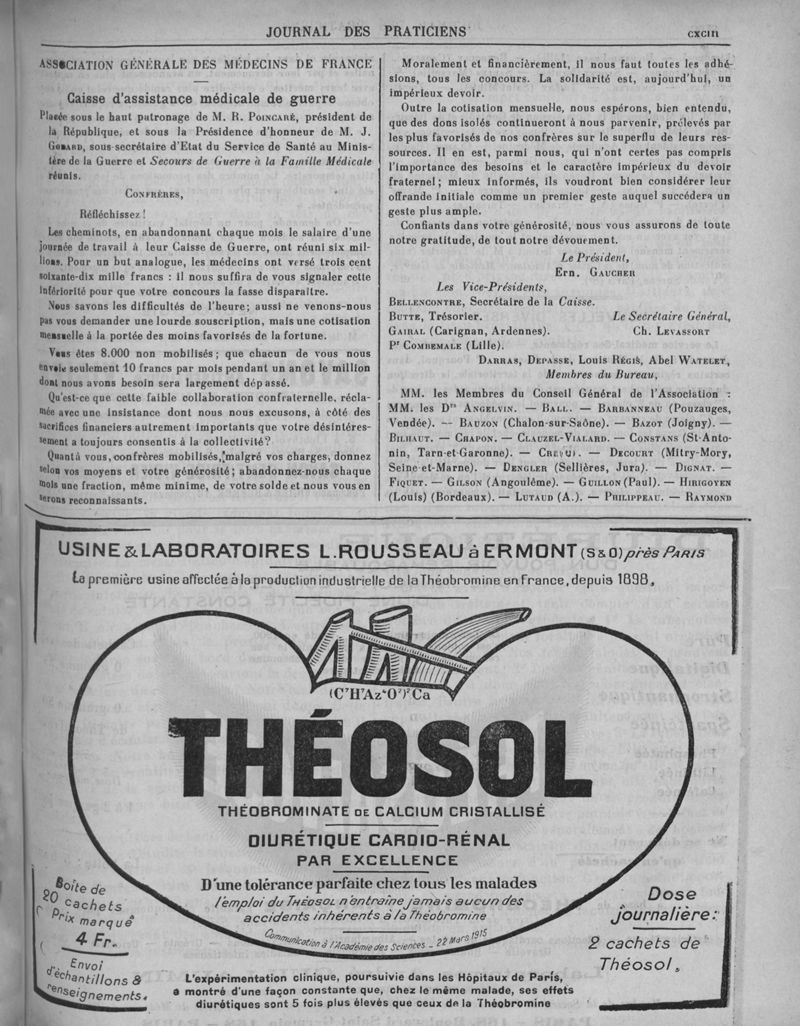 JOURNAL DES PRATICIENS
CXCIII
ASSOCIATION GÉNÉRALE DES MÉDECINS DE FRANCE
Caisse d'assistance médicale de guerre
Placée sous le haut patronage de M. R. POINCARÉ, président de
la République, et sous la Présidence d'honneur de M. J.
GODARD, sous-secrétaire d'Etat du Service de Santé au Minis-
tère de la Guerre et Secours de Guerre à la Famille Médicale
réunis.
CONFRÈRES,
Réfléchissez !
Les cheminots, en abandonnant chaque mois le salaire d'une
journée de travail à leur Caisse de Guerre, ont réuni six mil-
lions. Pour un but analogue, les médecins ont versé trois cent
soixante-dix mille francs : il nous suffira de vous signaler cette
infériorité pour que votre concours la fasse disparaître.
Nous savons les difficultés de l'heure; aussi ne venons-nous
pas vous demander une lourde souscription, mais une cotisation
mensuelle à la portée des moins favorisés de la fortune.
Vous êtes 8.000 non mobilisés ; que chacun de vous nous
envoie seulement 10 francs par mois pendant un an et le million
dont nous avons besoin sera largement dépassé.
Qu'est-ce que cette faible collaboration confraternelle, récla-
mée avec une insistance dont nous nous excusons, à côté des
sacrifices financiers autrement importants que votre désintéres-
sement a toujours consentis à la collectivité ?
Quant à vous, confrères mobilisés, malgré vos charges, donnez
selon vos moyens et votre générosité ; abandonnez-nous chaque
mois une fraction, même minime, de votre solde et nous vous en
serons reconnaissants.
Moralement et financièrement, il nous faut toutes les adhé-
sions, tous les concours. La solidarité est, aujourd'hui, un
impérieux devoir.
Outre la cotisation mensuelle, nous espérons, bien entendu,
que des dons isolés continueront à nous parvenir, prélevés par
les plus favorisés de nos confrères sur le superflu de leurs res-
sources. Il en est, parmi nous, qui n'ont certes pas compris
l'importance des besoins et le caractère impérieux du devoir
fraternel ; mieux informés, ils voudront bien considérer leur
offrande initiale comme un premier geste auquel succédera un
geste plus ample.
Confiants dans votre générosité, nous vous assurons de toute
notre gratitude, de tout notre dévouement.
Le Président,
Ern. GAUCHER
Les Vice-Présidents,
BELLENCONTRE, Secrétaire de la Caisse.
BUTTE, Trésorier. Le Secrétaire Général,
GAIRAL (Carignan, Ardennes). Ch. LEVASSORT
Pr COMBEMALE (Lille).
DARRAS, DEPASSE, Louis RÉGIS, Abel WATELET,
Membres du Bureau,
MM. les Membres du Conseil Général de l'Association :
MM. les Drs ANGELVIN. — BALL. — BARBANNEAU (Pouzauges,
Vendée). — BAUZON (Chalon-sur-Saône). — BAZOT (Joigny). —
BILHAUT. — CHAPON. — CLAUZEL-VIALARD. — CONSTANS (St-Anto-
nin, Tarn-et-Garonne). — DECOURT (Mitry-Mory,
Seine-et-Marne). — DENGLER (Sellières, Jura). — DIGNAT. —
FIQUET. — GILSON (Angoulême). — GUILLON (Paul). — HIRIGOYEN
(Louis) (Bordeaux). — LUTAUD (A.). — PHILIPPEAU. — RAYMOND
USINE & LABORATOIRES L. ROUSSEAU à ERMONT (S & O) près PARIS
La première usine affectée à la production industrielle de la Théobromine en France, depuis 1898,
(C⁷H⁷Az⁴O²)² Ca
THÉOSOL
THÉOBROMINATE DE CALCIUM CRISTALLISÉ
DIURÉTIQUE CARDIO-RÉNAL
PAR EXCELLENCE
D'une tolérance parfaite chez tous les malades
l'emploi du THÉOSOL n'entraîne jamais aucun des
accidents inhérents à la Théobromine
Communication à l'Académie des Sciences _ 22 Mars 1915
Boîte de
20 cachets
Prix marqué
4 Fr.
Envoi
d'échantillons &
renseignements.
L'expérimentation clinique, poursuivie dans les Hôpitaux de Paris,
a montré d'une façon constante que, chez le même malade, ses effets
diurétiques sont 5 fois plus élevés que ceux de la Théobromine
Dose
journalière:
2 cachets de
Théosol.